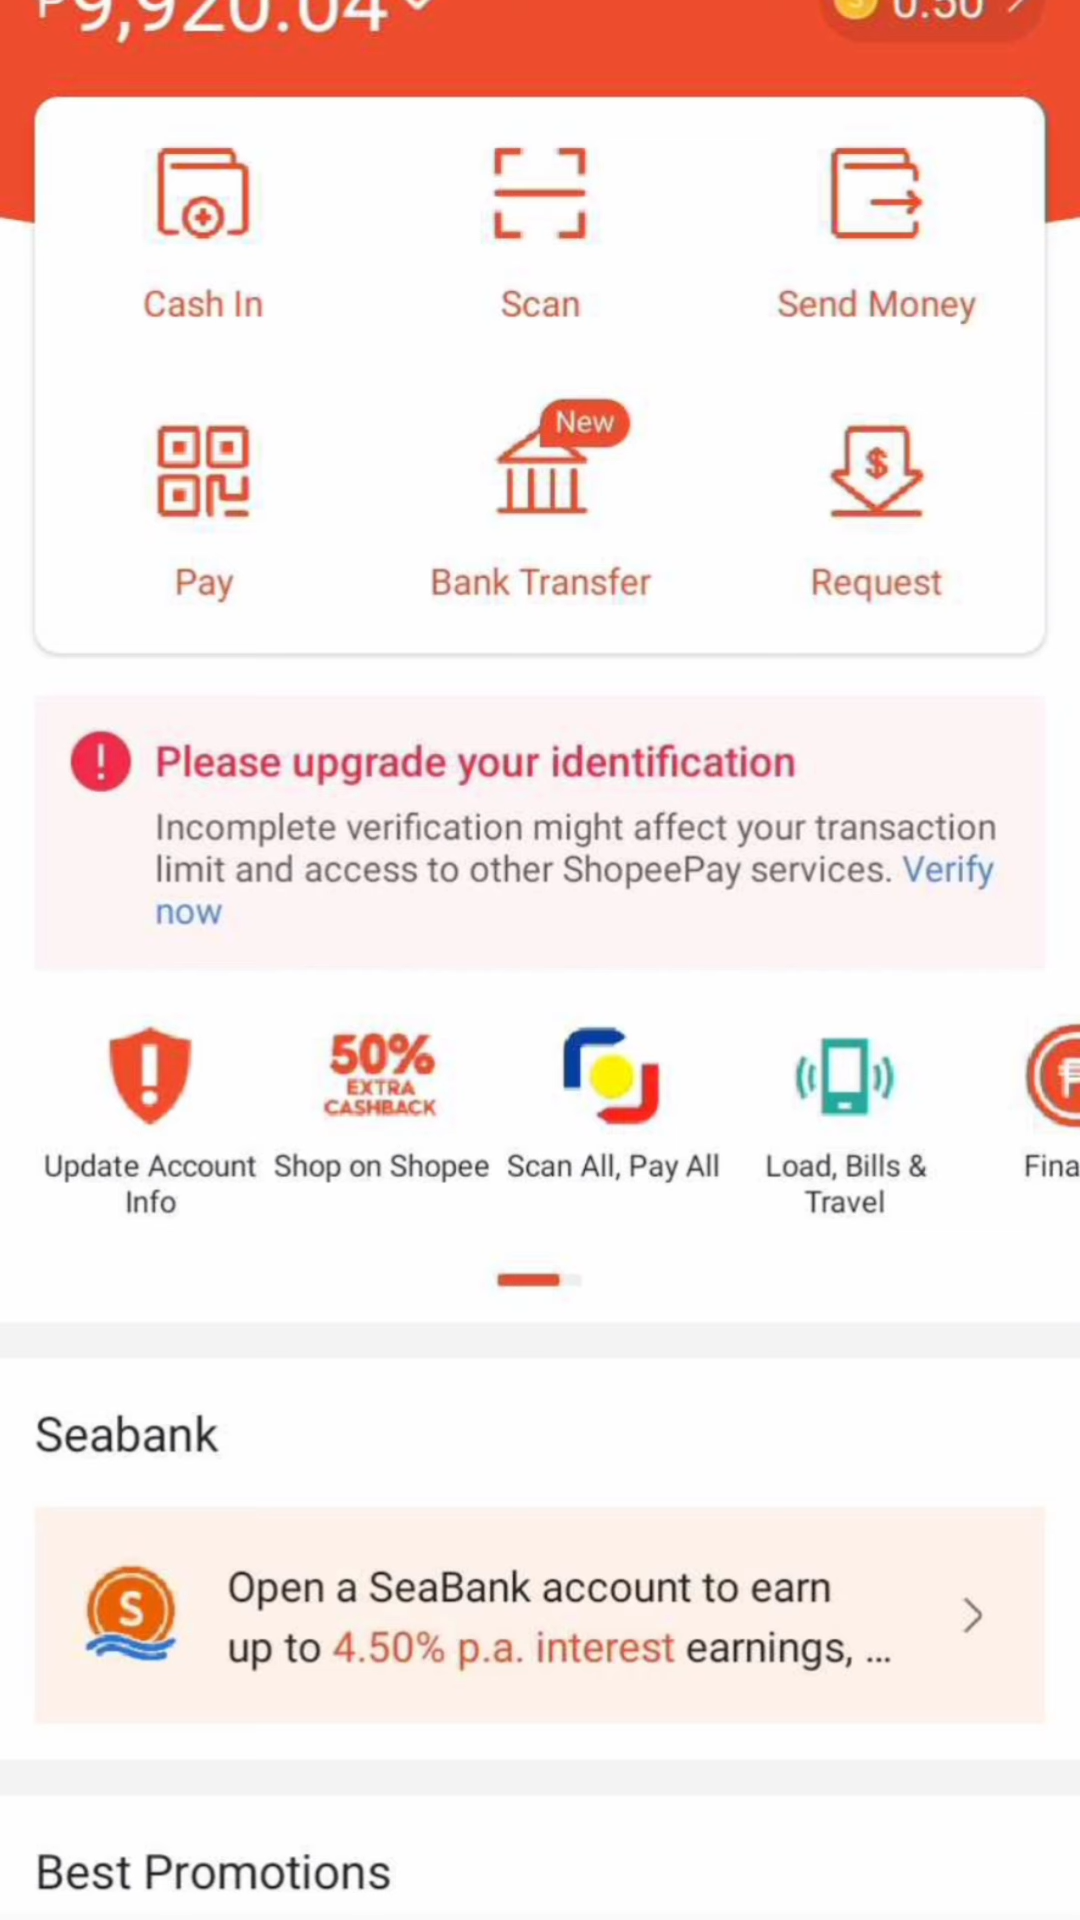 ₱9,920.04
0.50
Cash In
Scan
Send Money
New
Pay
Bank Transfer
Request
Please upgrade your identification
Incomplete verification might affect your transaction
limit and access to other ShopeePay services. Verify
now
50%
EXTRA
CASHBACK
Update Account
Info
Shop on Shopee
Scan All, Pay All
Load, Bills &
Travel
Fina
Seabank
S
Open a SeaBank account to earn
up to 4.50% p.a. interest earnings, ...
Best Promotions